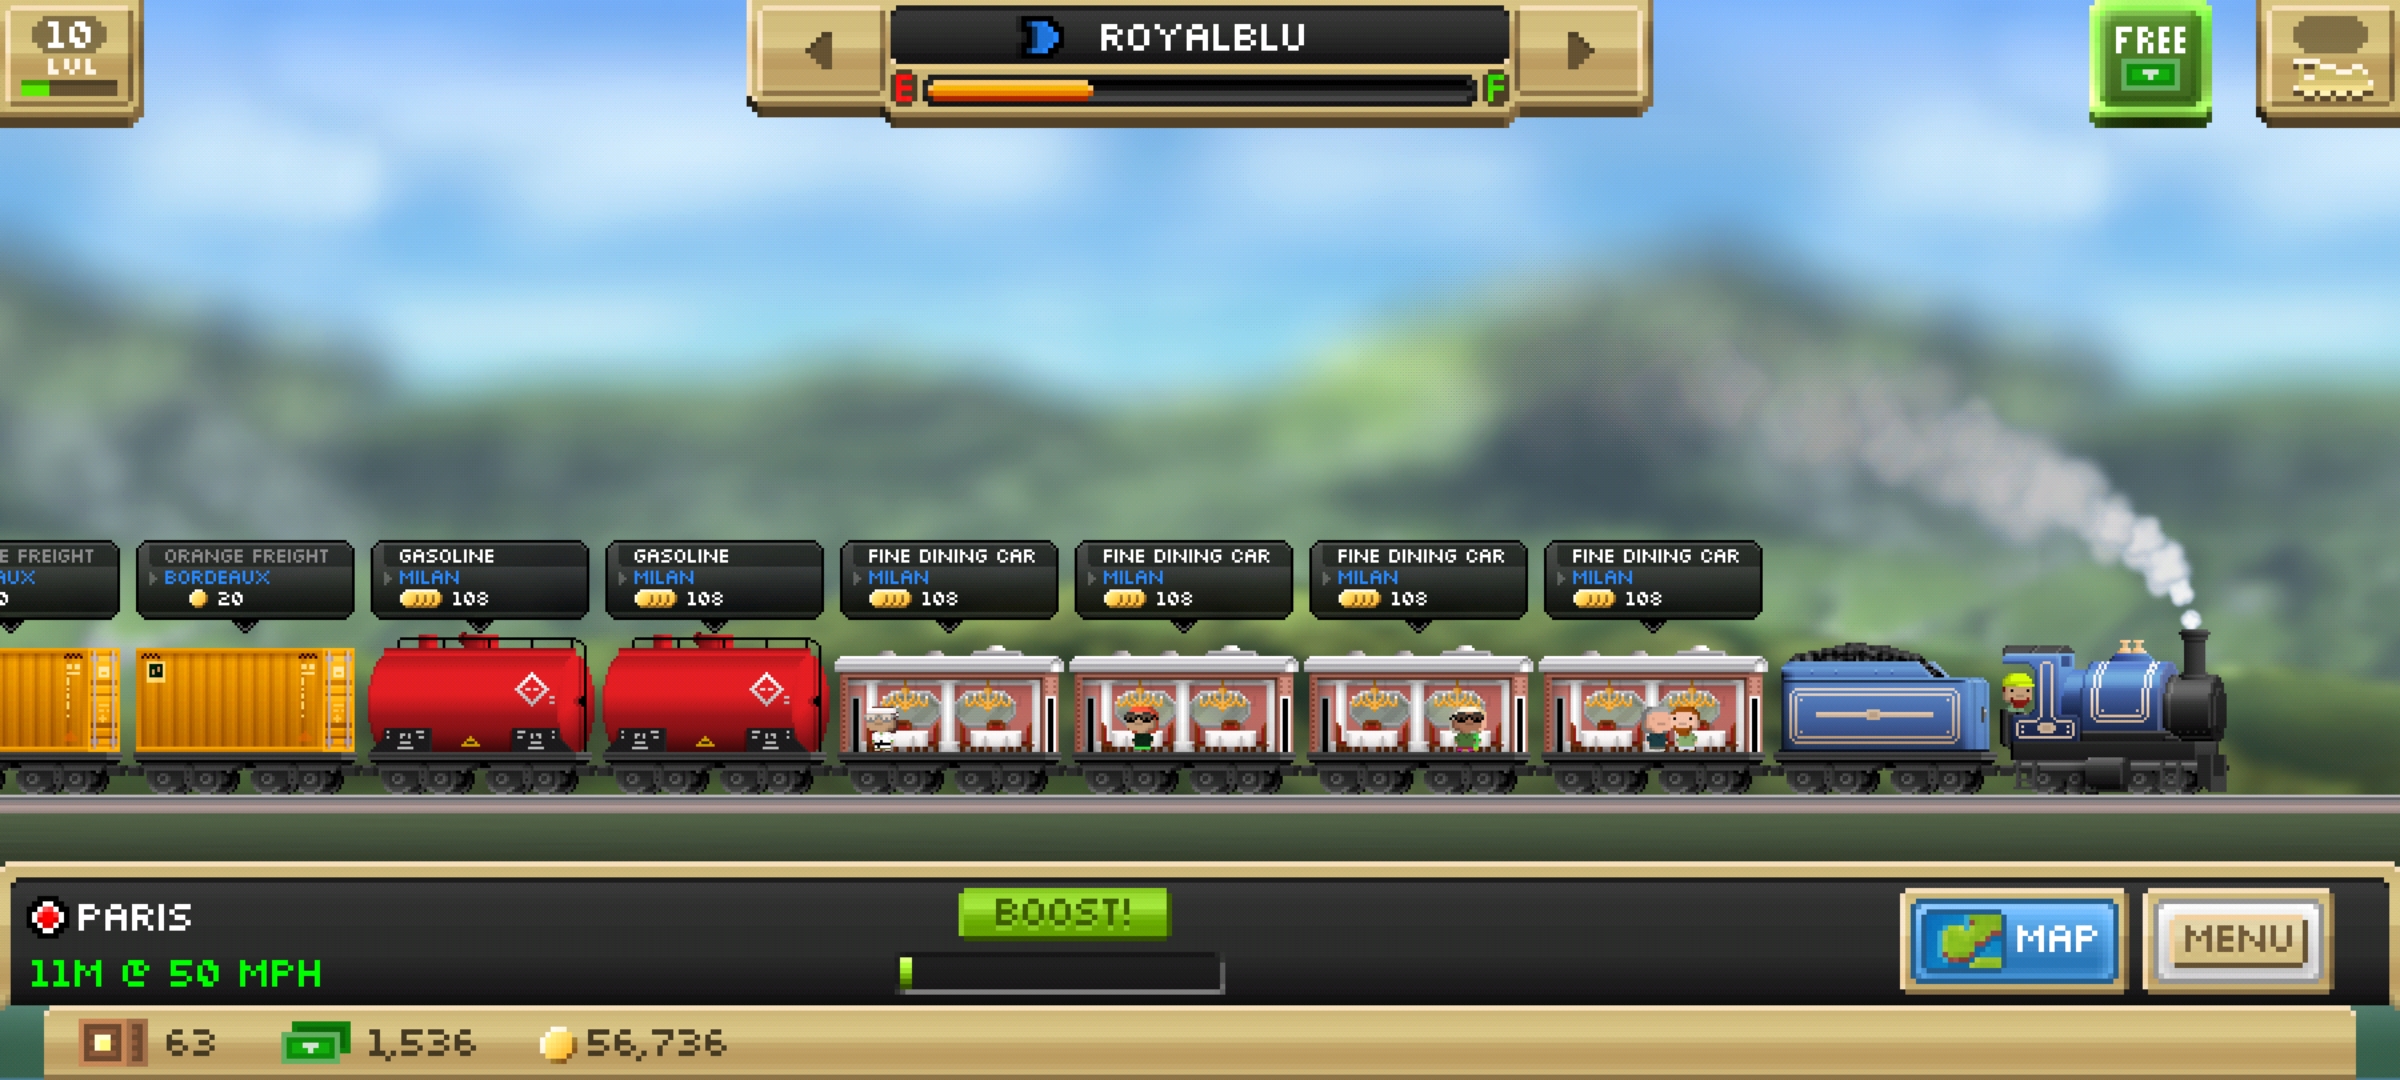 10
LVL
ROYALBLU
E
F
FREE
E FREIGHT
AUX
0
ORANGE FREIGHT
BORDEAUX
20
GASOLINE
MILAN
108
GASOLINE
MILAN
108
FINE DINING CAR
MILAN
108
FINE DINING CAR
MILAN
108
FINE DINING CAR
MILAN
108
FINE DINING CAR
MILAN
108
PARIS
11M @ 50 MPH
BOOST!
MAP
MENU
63
1,536
56,736